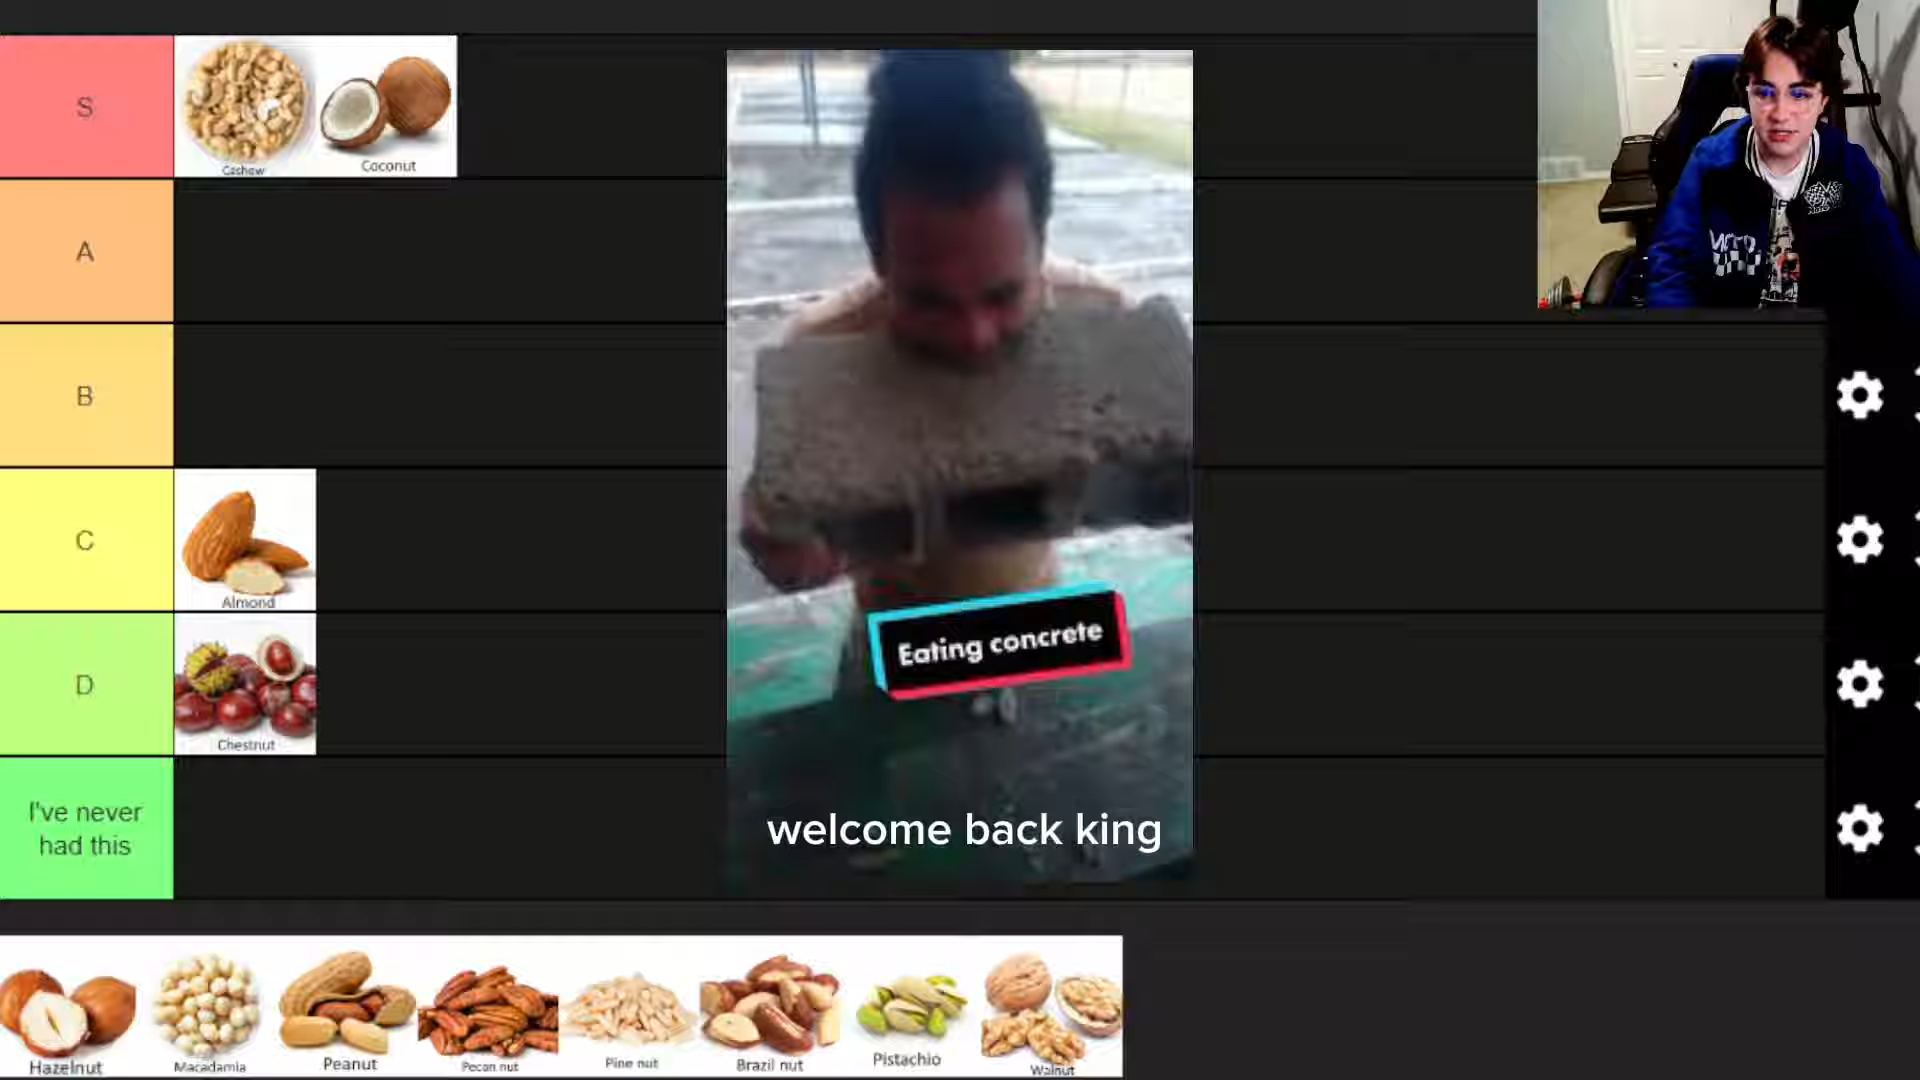 S
Cashew
Coconut
A
B
C
Almond
D
Chestnut
I've never
had this
Eating concrete
welcome back king
Hazelnut
Macadamia
Peanut
Pecan nut
Pine nut
Brazil nut
Pistachio
Walnut